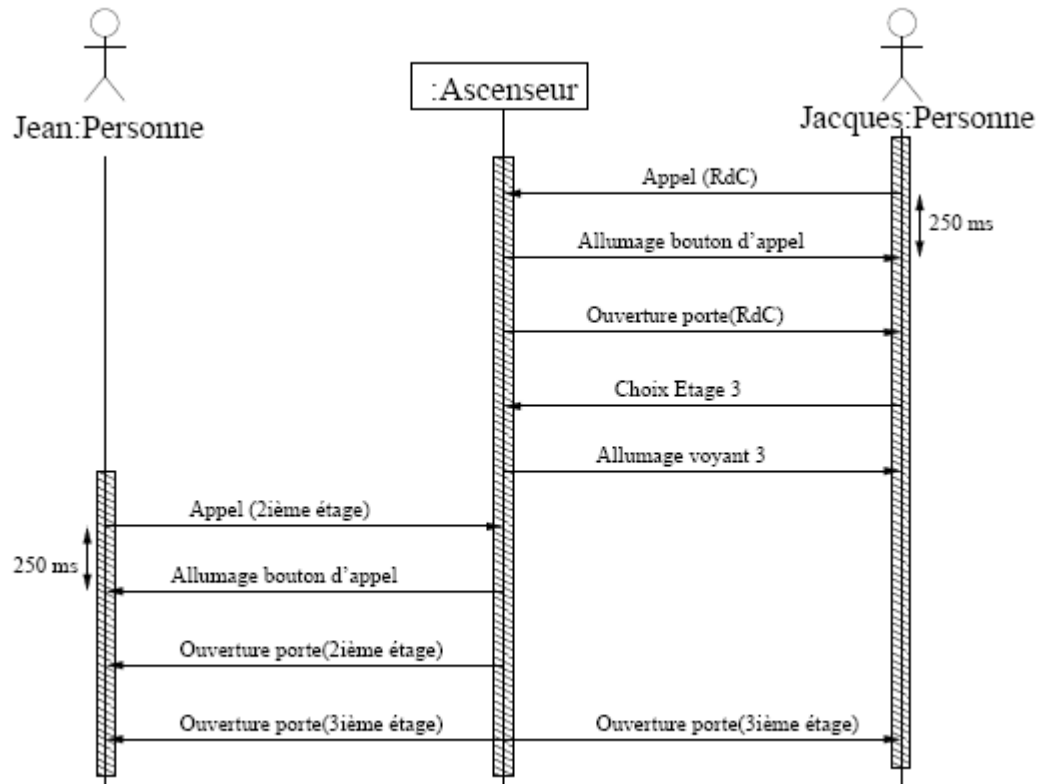 :Ascenseur
Jean:Personne
Jacques:Personne
Appel (RdC)
250 ms
Allumage bouton d’appel
Ouverture porte(RdC)
Choix Etage 3
Allumage voyant 3
Appel (2ième étage)
250 ms
Allumage bouton d’appel
Ouverture porte(2ième étage)
Ouverture porte(3ième étage)
Ouverture porte(3ième étage)